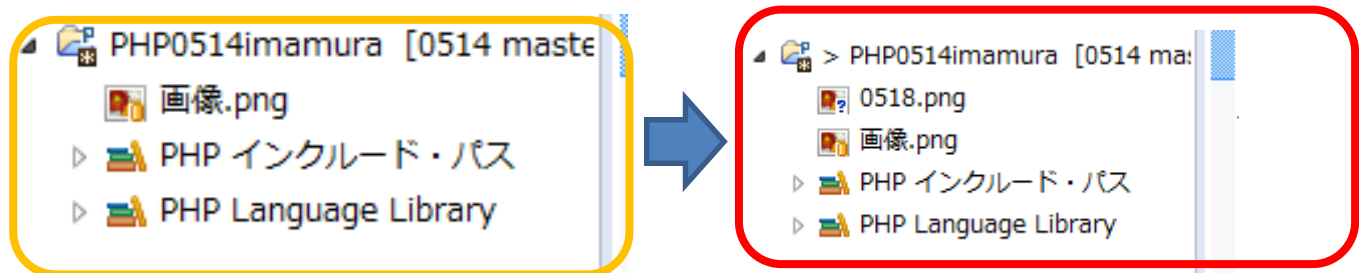 PHP0514imamura [0514 maste
画像.png
PHP インクルード・パス
PHP Language Library
> PHP0514imamura [0514 mas
0518.png
画像.png
PHP インクルード・パス
PHP Language Library